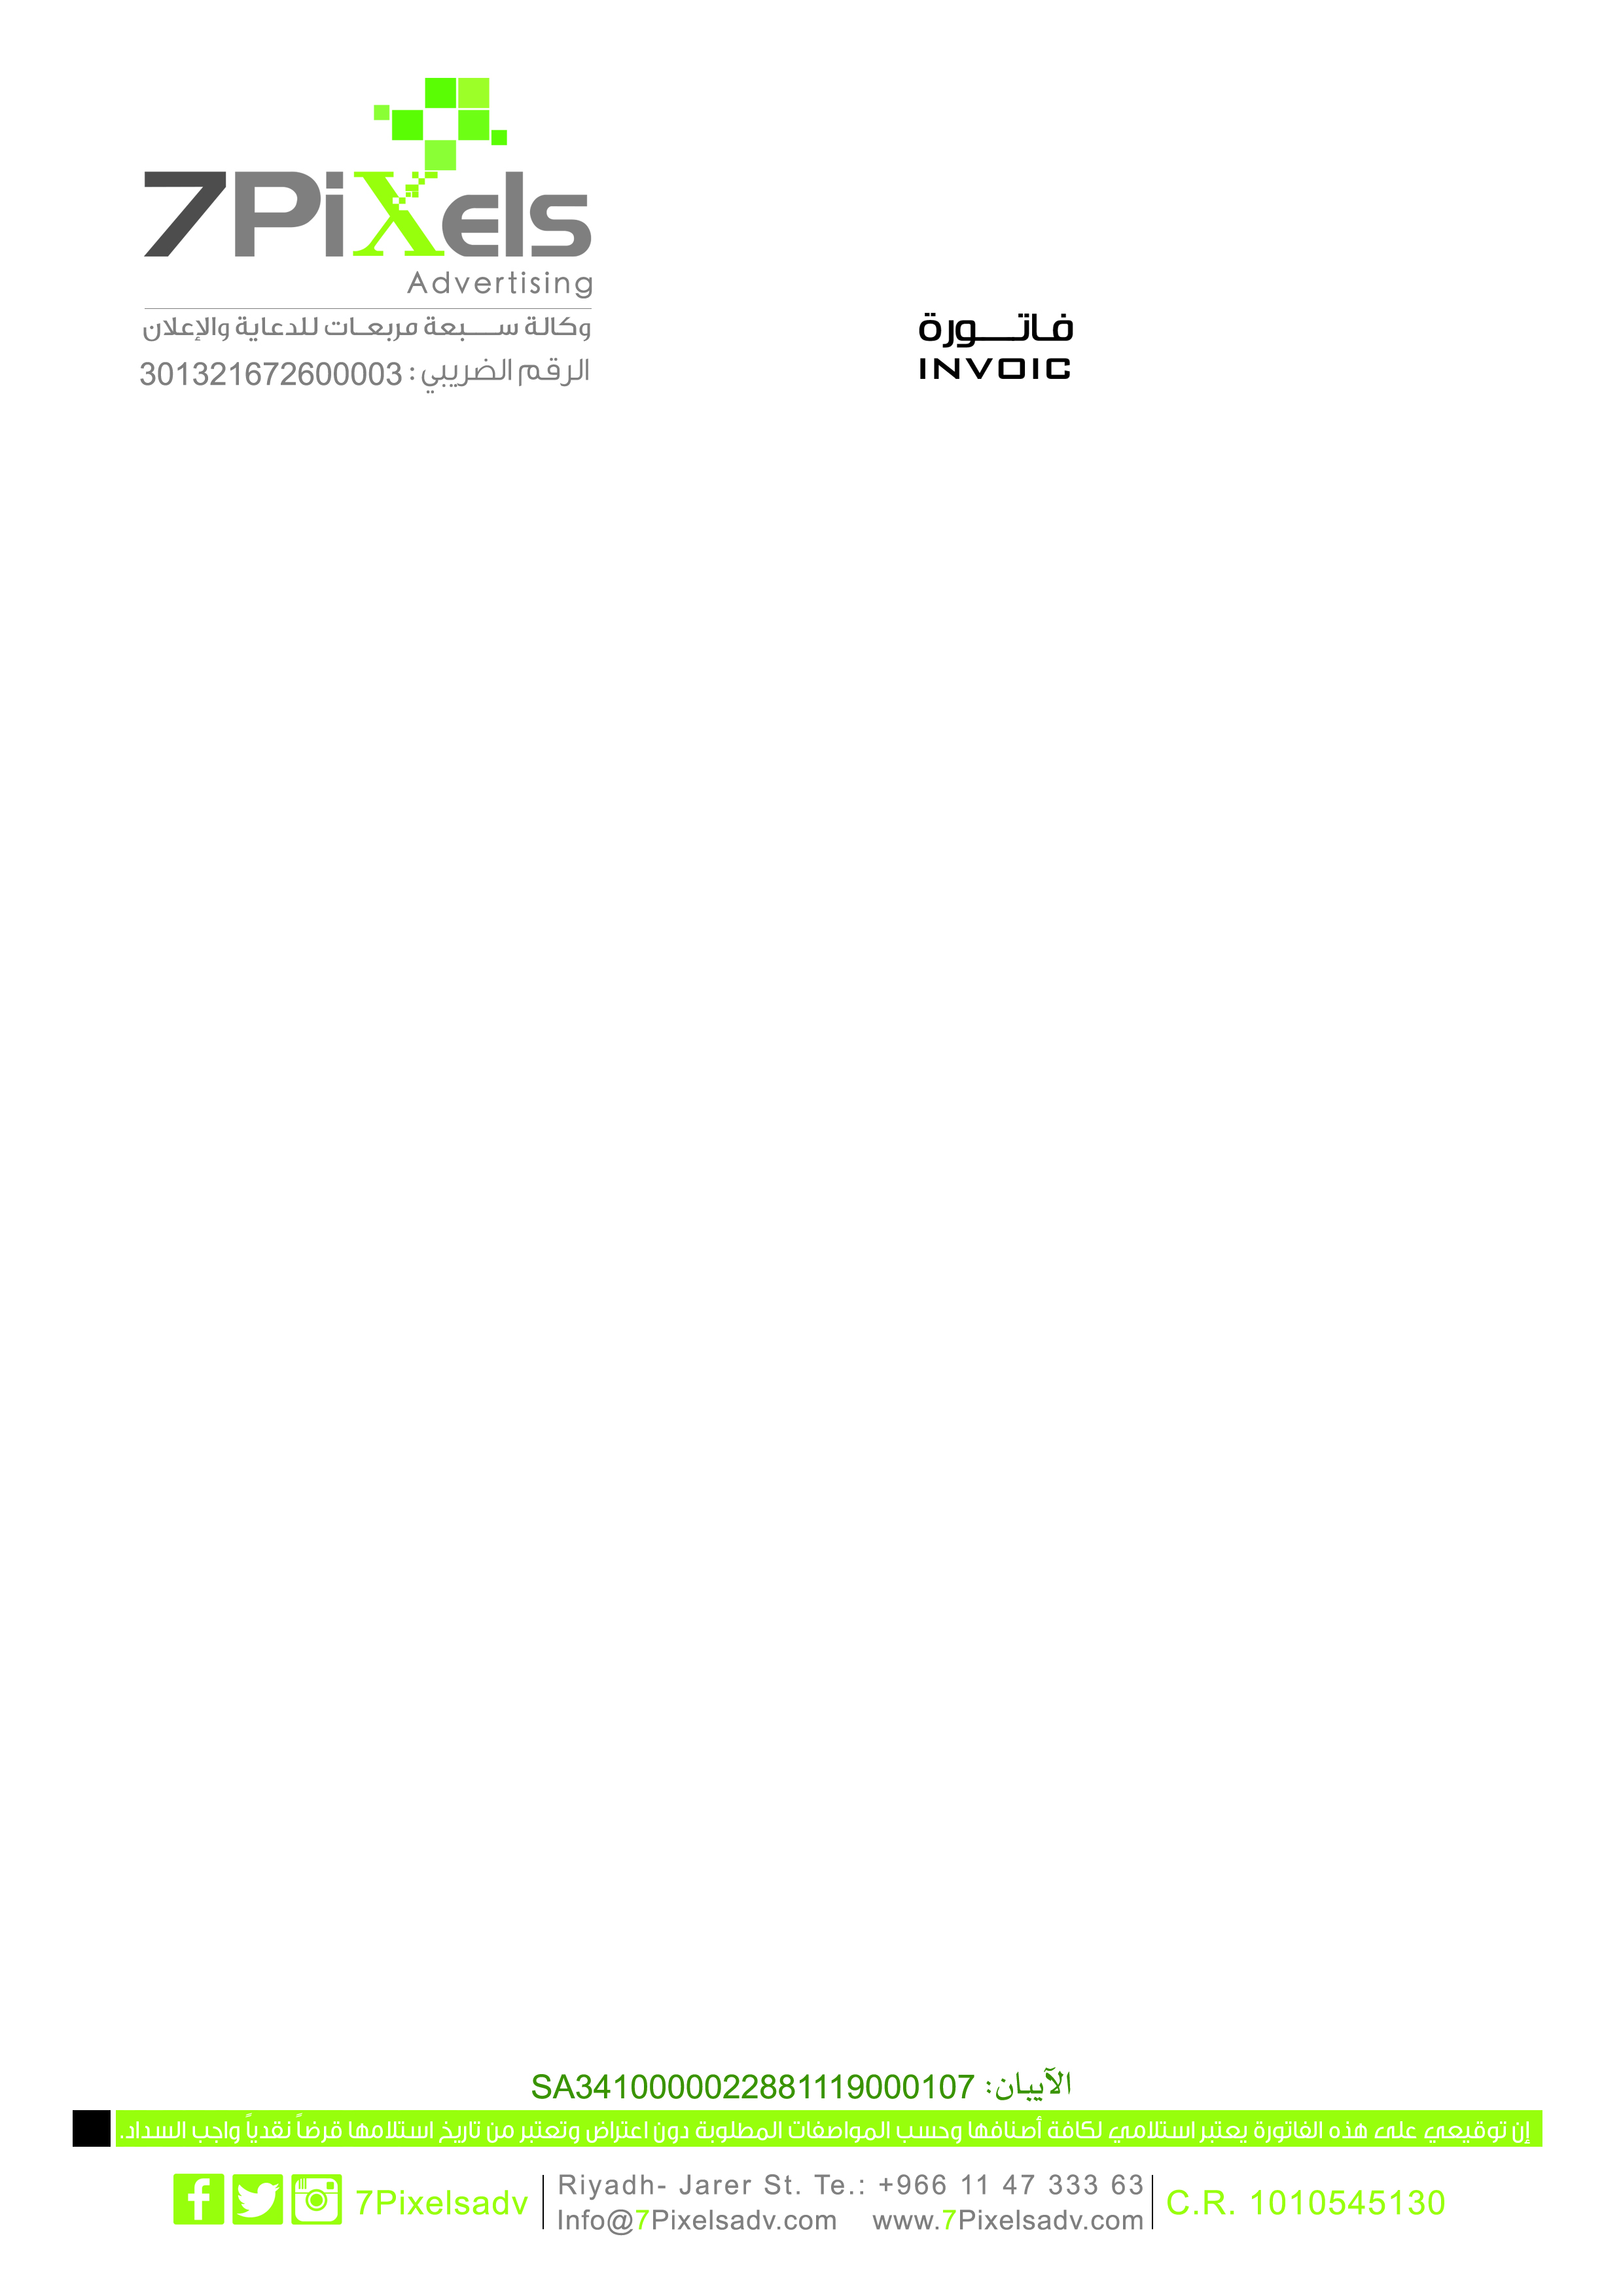 7PiXels
Advertising
وكالة سبعة مربعات للدعاية والإعلان
الرقم الضريبي : 301321672600003
فاتورة
INVOIC
الآيبان: SA3410000022881119000107
إن توقيعي على هذه الفاتورة يعتبر استلامي لكافة أصنافها وحسب المواصفات المطلوبة دون اعتراض وتعتبر من تاريخ استلامها قرضاً نقدياً واجب السداد.
7Pixelsadv
Riyadh- Jarer St. Te.: +966 11 47 333 63
Info@7Pixelsadv.com www.7Pixelsadv.com
C.R. 1010545130